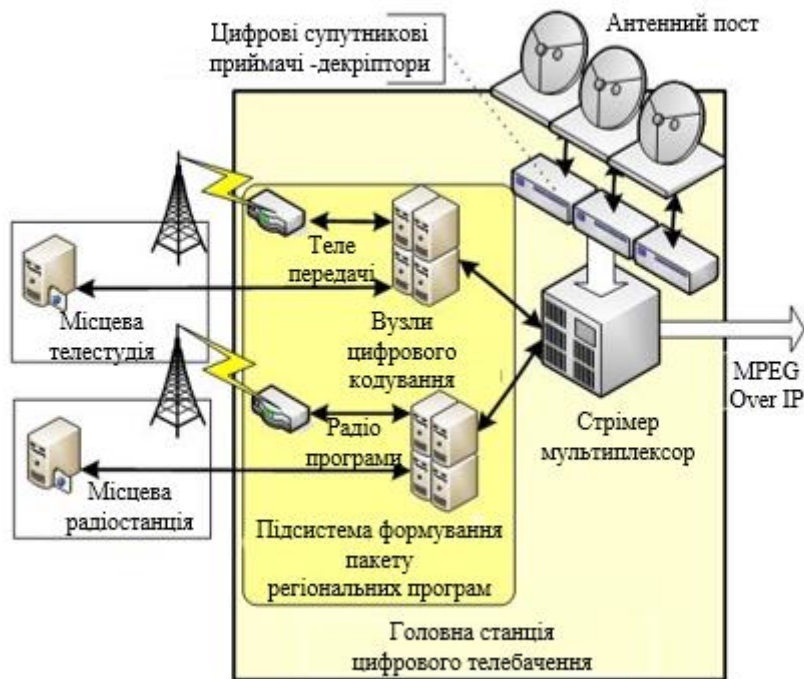 Цифрові супутникові
приймачі -декріптори
Антенний пост
Теле
передачі
Місцева
телестудія
Вузли
цифрового
кодування
MPEG
Over IP
Стрімер
мультиплексор
Радіо
програми
Місцева
радіостанція
Підсистема формування
пакету
регіональних програм
Головна станція
цифрового телебачення